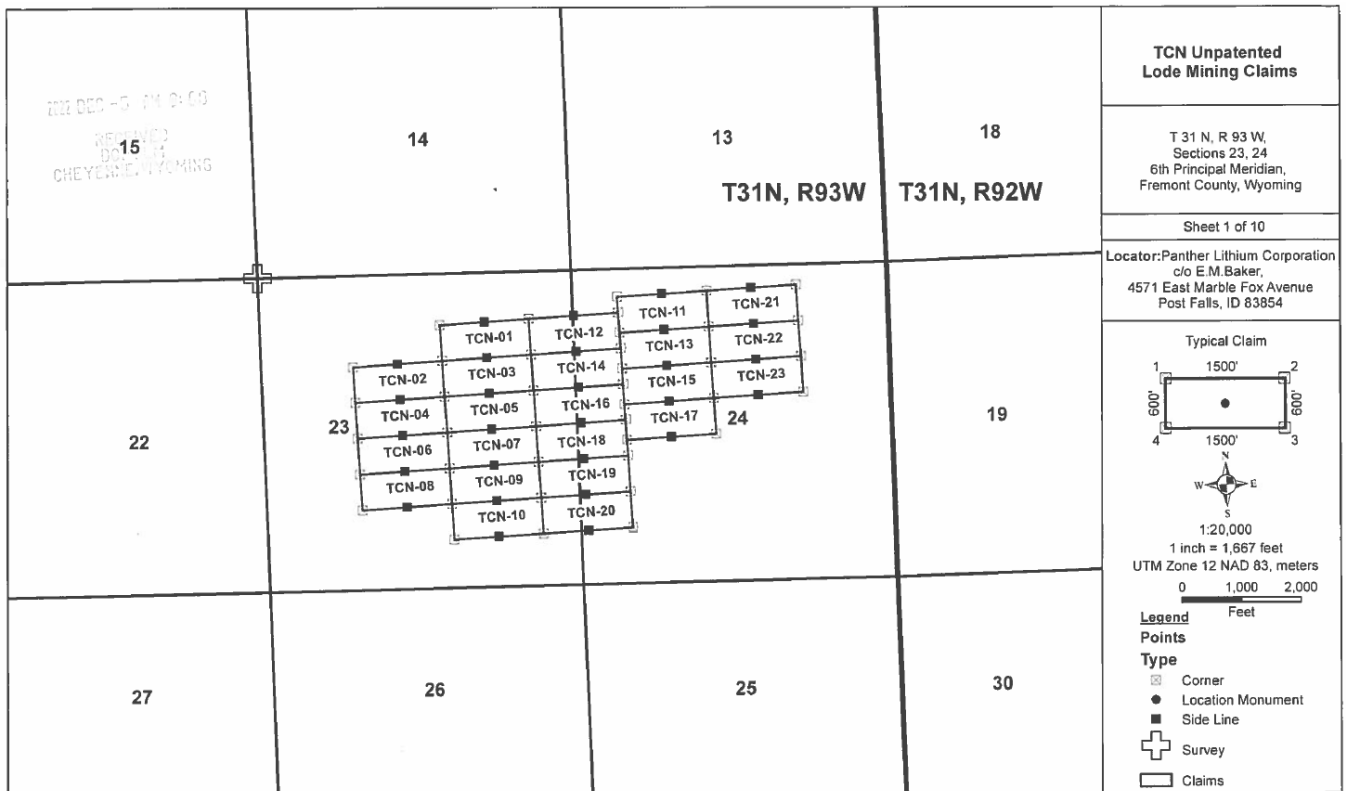 TCN Unpatented
Lode Mining Claims
T 31 N, R 93 W,
Sections 23, 24
6th Principal Meridian,
Fremont County, Wyoming
Sheet 1 of 10
Locator:Panther Lithium Corporation
c/o E.M.Baker,
4571 East Marble Fox Avenue
Post Falls, ID 83854
Typical Claim
1 1500' 2
600' 600'
4 1500' 3
N
W E
S
1:20,000
1 inch = 1,667 feet
UTM Zone 12 NAD 83, meters
0 1,000 2,000
Feet
Legend
Points
Type
Corner
Location Monument
Side Line
Survey
Claims
DEC
RECEIVED
CHEYENNE, WYOMING
15 14 13 18
T31N, R93W T31N, R92W
TCN-11 TCN-21
TCN-01 TCN-12 TCN-13 TCN-22
TCN-02 TCN-03 TCN-14 TCN-15 TCN-23
TCN-04 TCN-05 TCN-16 TCN-17
22 23 24 19
TCN-06 TCN-07 TCN-18
TCN-08 TCN-09 TCN-19
TCN-10 TCN-20
27 26 25 30